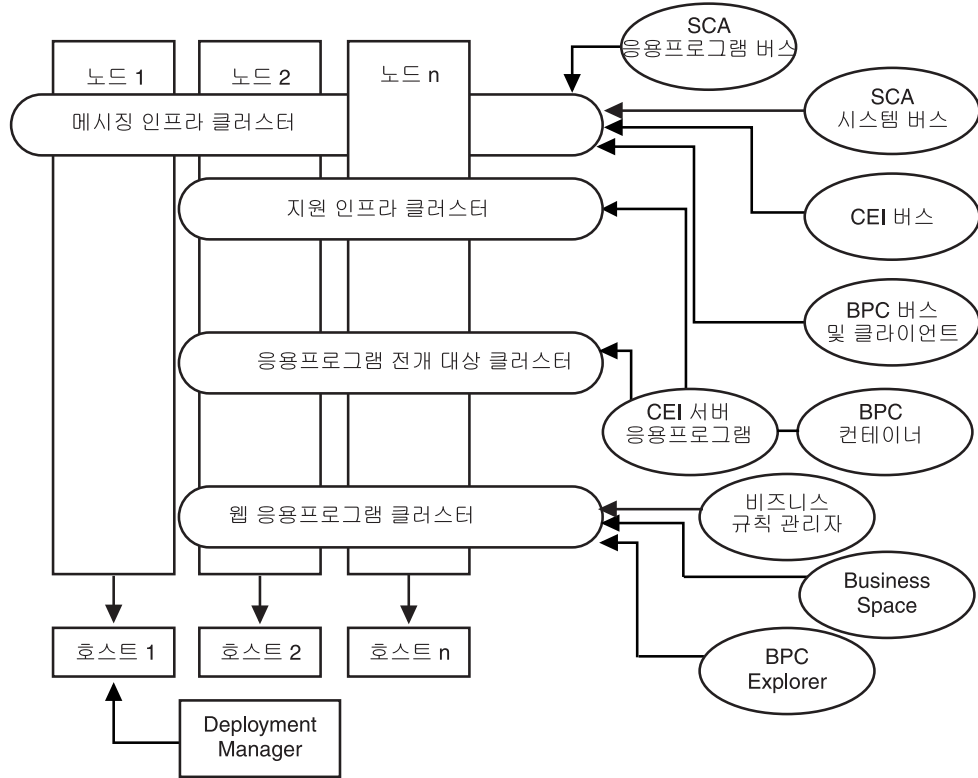 SCA
응용프로그램 버스
노드 1
노드 2
노드 n
메시징 인프라 클러스터
SCA
시스템 버스
지원 인프라 클러스터
CEI 버스
BPC 버스
및 클라이언트
응용프로그램 전개 대상 클러스터
CEI 서버
응용프로그램
BPC
컨테이너
웹 응용프로그램 클러스터
비즈니스
규칙 관리자
Business
Space
호스트 1
호스트 2
호스트 n
BPC
Explorer
Deployment
Manager